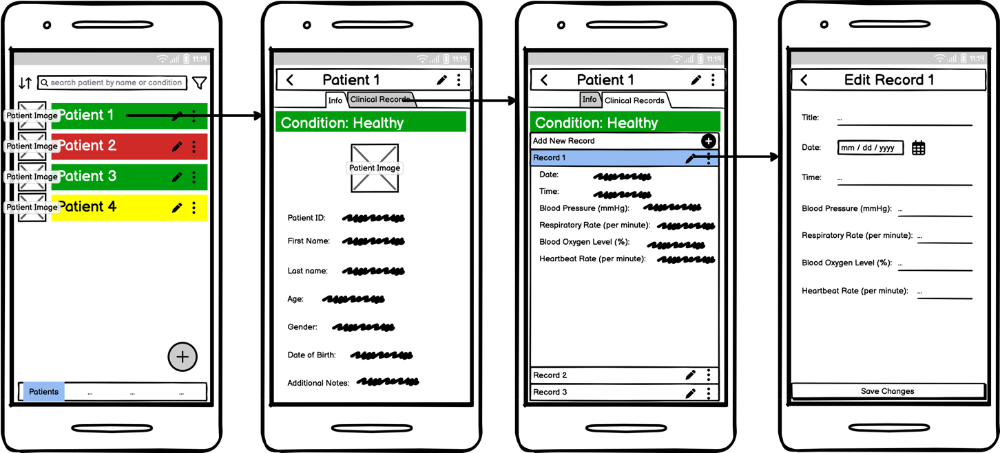 11:19
search patient by name or condition
Patient Image
Patient 1
Patient Image
Patient 2
Patient Image
Patient 3
Patient Image
Patient 4
+
Patients
...
...
...
11:19
Patient 1
Info
Clinical Records
Condition: Healthy
Patient Image
Patient ID:
First Name:
Last name:
Age:
Gender:
Date of Birth:
Additional Notes:
11:19
Patient 1
Info
Clinical Records
Condition: Healthy
Add New Record
Record 1
Date:
Time:
Blood Pressure (mmHg):
Respiratory Rate (per minute):
Blood Oxygen Level (%):
Heartbeat Rate (per minute):
Record 2
Record 3
11:19
Edit Record 1
Title: ...
Date: mm / dd / yyyy
Time: ...
Blood Pressure (mmHg): ...
Respiratory Rate (per minute): ...
Blood Oxygen Level (%): ...
Heartbeat Rate (per minute): ...
Save Changes